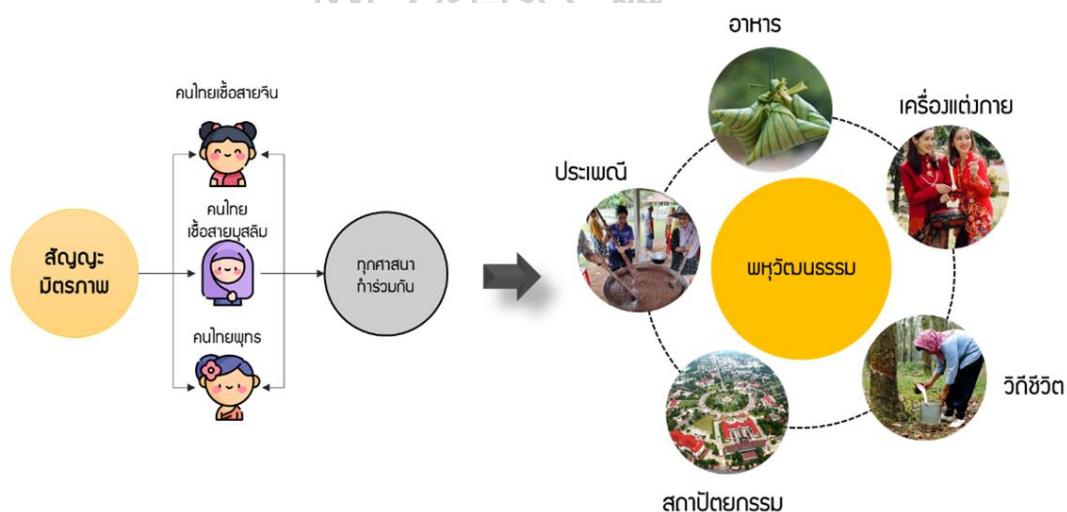 อาหาร
คนไทยเชื้อสายจีน
เครื่องแต่งกาย
ประเพณี
คนไทย
เชื้อสายมุสลิม
สัญญะ
มิตรภาพ
ทุกศาสนา
ทำร่วมกัน
พหุวัฒนธรรม
คนไทยพุทธ
วิถีชีวิต
สถาปัตยกรรม